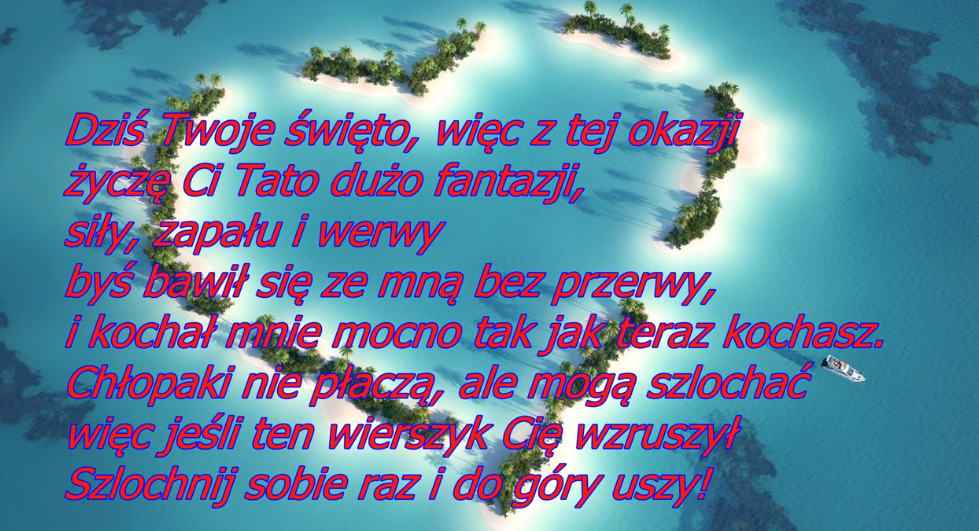 Dziś Twoje święto, więc z tej okazji
życzę Ci Tato dużo fantazji,
siły, zapału i werwy
byś bawił się ze mną bez przerwy,
i kochał mnie mocno tak jak teraz kochasz.
Chłopaki nie płaczą, ale mogą szlochać
więc jeśli ten wierszyk Cię wzruszył
Szlochnij sobie raz i do góry uszy!